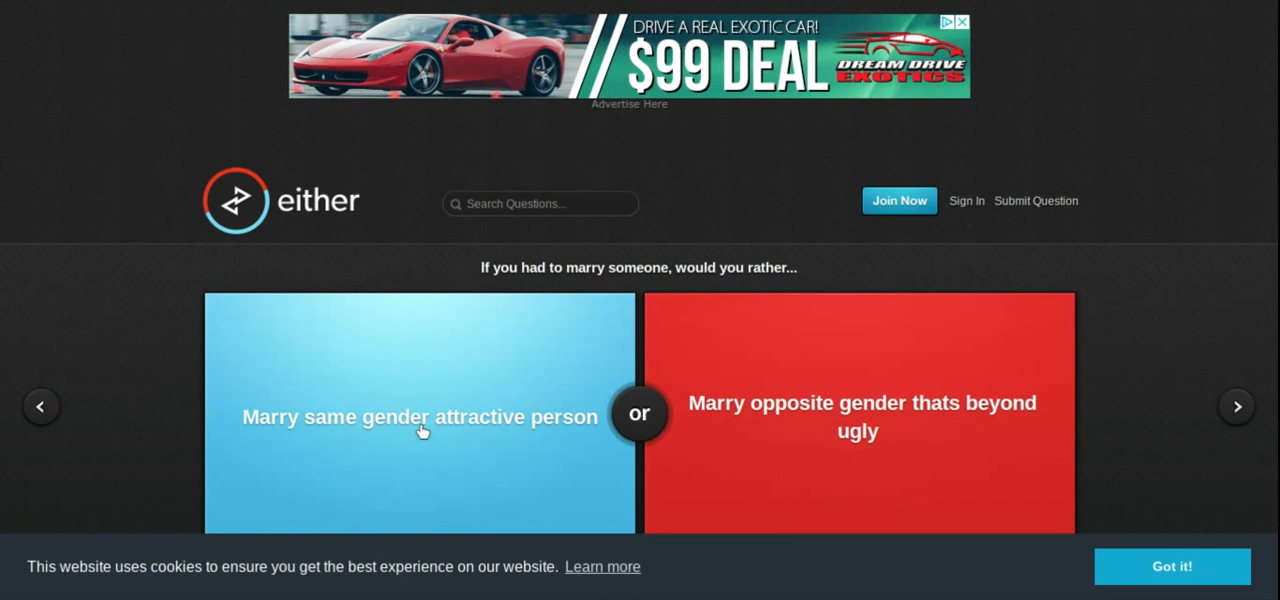 DRIVE A REAL EXOTIC CAR!
$99 DEAL
DREAM DRIVE
EXOTICS
Advertise Here
either
Search Questions...
Join Now
Sign In
Submit Question
If you had to marry someone, would you rather...
Marry same gender attractive person
or
Marry opposite gender thats beyond
ugly
This website uses cookies to ensure you get the best experience on our website. Learn more
Got it!